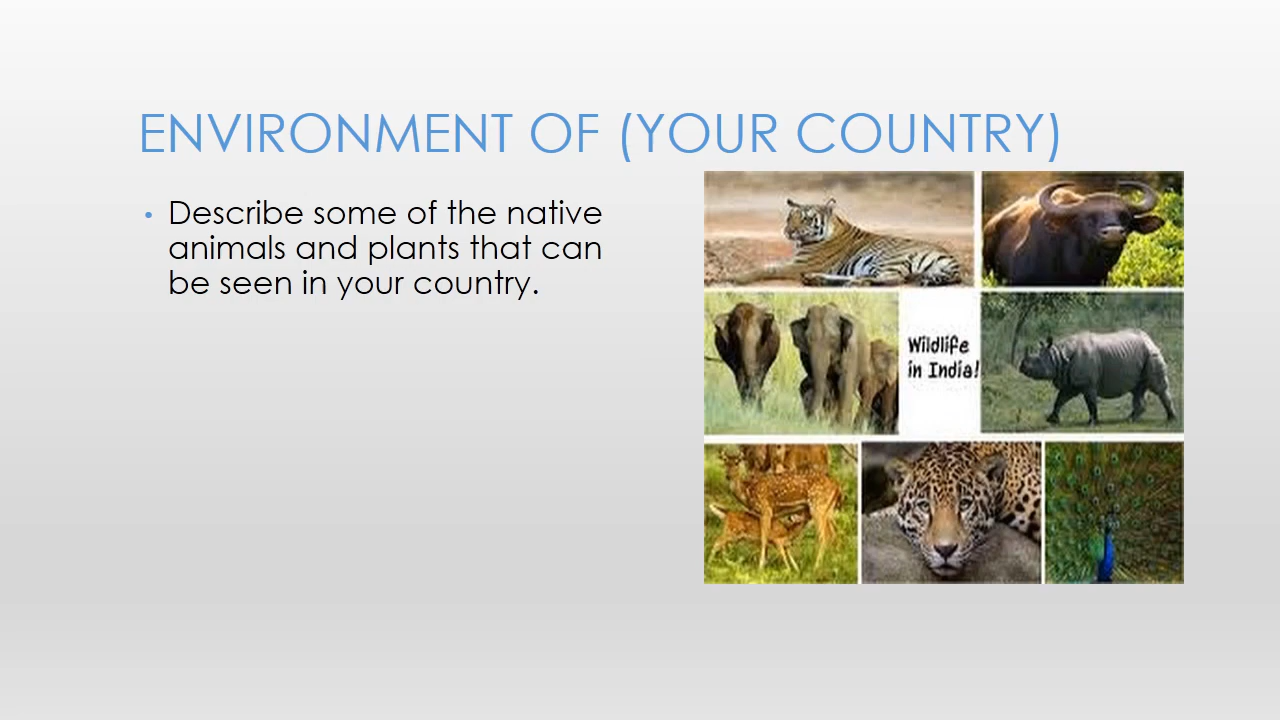 ENVIRONMENT OF (YOUR COUNTRY)
• Describe some of the native
animals and plants that can
be seen in your country.
Wildlife
in India!